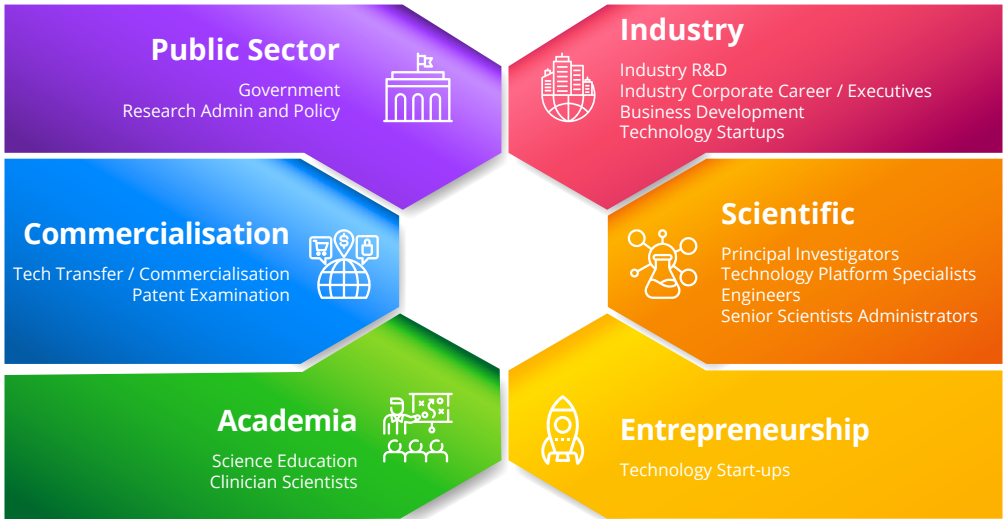 Public Sector
Government
Research Admin and Policy
Industry
Industry R&D
Industry Corporate Career / Executives
Business Development
Technology Startups
Commercialisation
Tech Transfer / Commercialisation
Patent Examination
$
Scientific
Principal Investigators
Technology Platform Specialists
Engineers
Senior Scientists Administrators
Academia
Science Education
Clinician Scientists
Entrepreneurship
Technology Start-ups